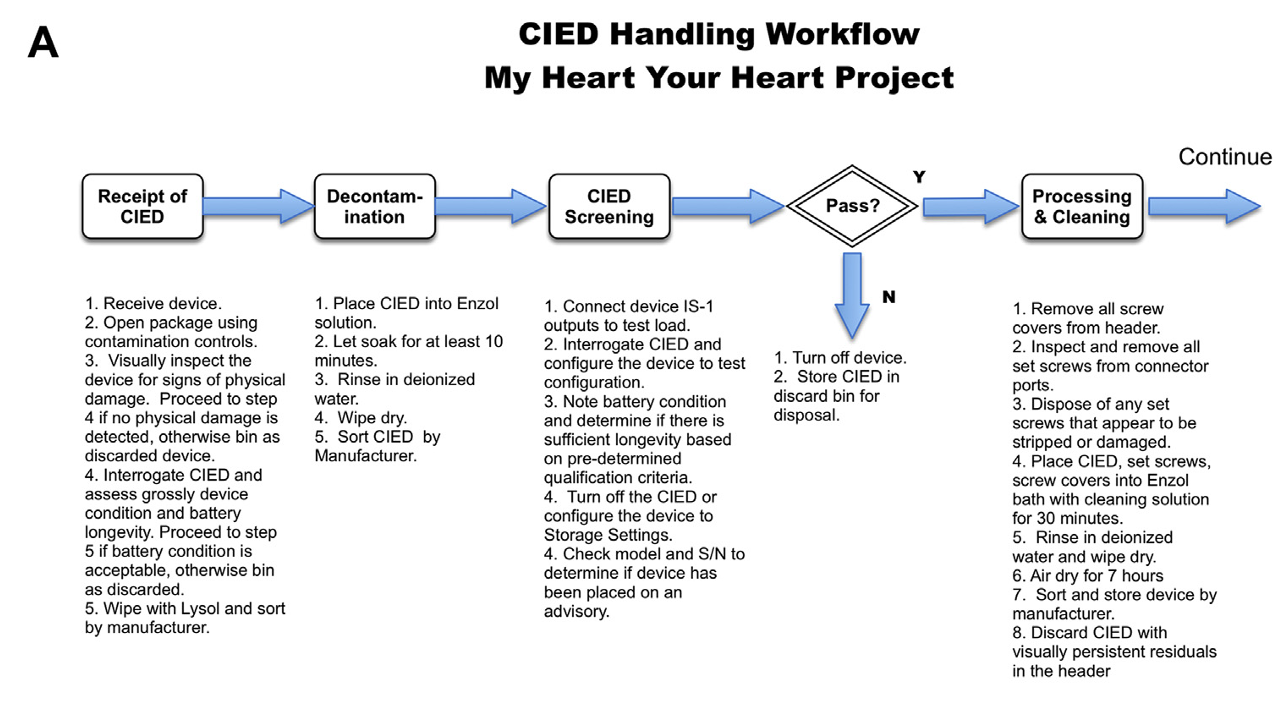 A
CIED Handling Workflow
My Heart Your Heart Project
Continue
Receipt of
CIED
Decontam-
ination
CIED
Screening
Pass?
Y
Processing
& Cleaning
N
1. Receive device.
2. Open package using
contamination controls.
3.  Visually inspect the
device for signs of physical
damage.  Proceed to step
4 if no physical damage is
detected, otherwise bin as
discarded device.
4. Interrogate CIED and
assess grossly device
condition and battery
longevity. Proceed to step
5 if battery condition is
acceptable, otherwise bin
as discarded.
5. Wipe with Lysol and sort
by manufacturer.
1. Place CIED into Enzol
solution.
2. Let soak for at least 10
minutes.
3.  Rinse in deionized
water.
4.  Wipe dry.
5.  Sort CIED  by
Manufacturer.
1. Connect device IS-1
outputs to test load.
2. Interrogate CIED and
configure the device to test
configuration.
3. Note battery condition
and determine if there is
sufficient longevity based
on pre-determined
qualification criteria.
4.  Turn off the CIED or
configure the device to
Storage Settings.
4. Check model and S/N to
determine if device has
been placed on an
advisory.
1. Turn off device.
2.  Store CIED in
discard bin for
disposal.
1. Remove all screw
covers from header.
2. Inspect and remove all
set screws from connector
ports.
3. Dispose of any set
screws that appear to be
stripped or damaged.
4. Place CIED, set screws,
screw covers into Enzol
bath with cleaning solution
for 30 minutes.
5.  Rinse in deionized
water and wipe dry.
6. Air dry for 7 hours
7.  Sort and store device by
manufacturer.
8. Discard CIED with
visually persistent residuals
in the header